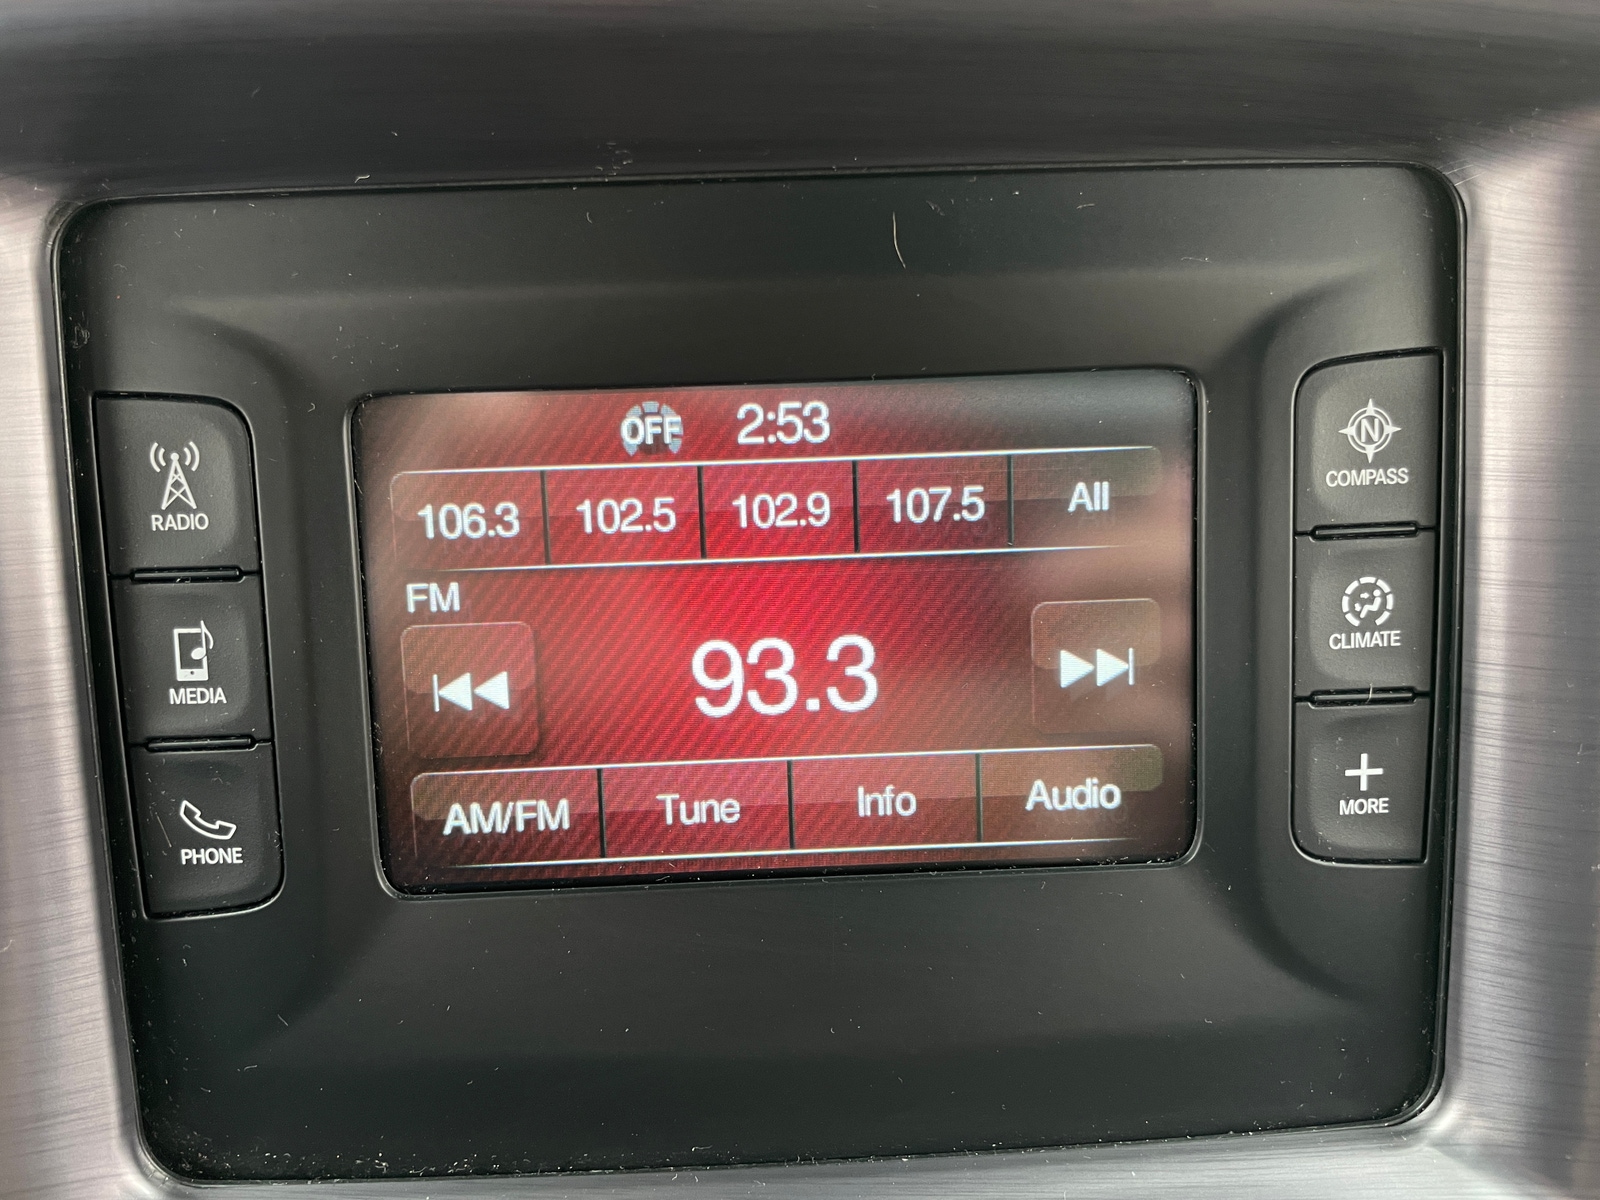 OFF 2:53
106.3 102.5 102.9 107.5 All
FM
93.3
AM/FM Tune Info Audio
RADIO
MEDIA
PHONE
N
COMPASS
CLIMATE
MORE